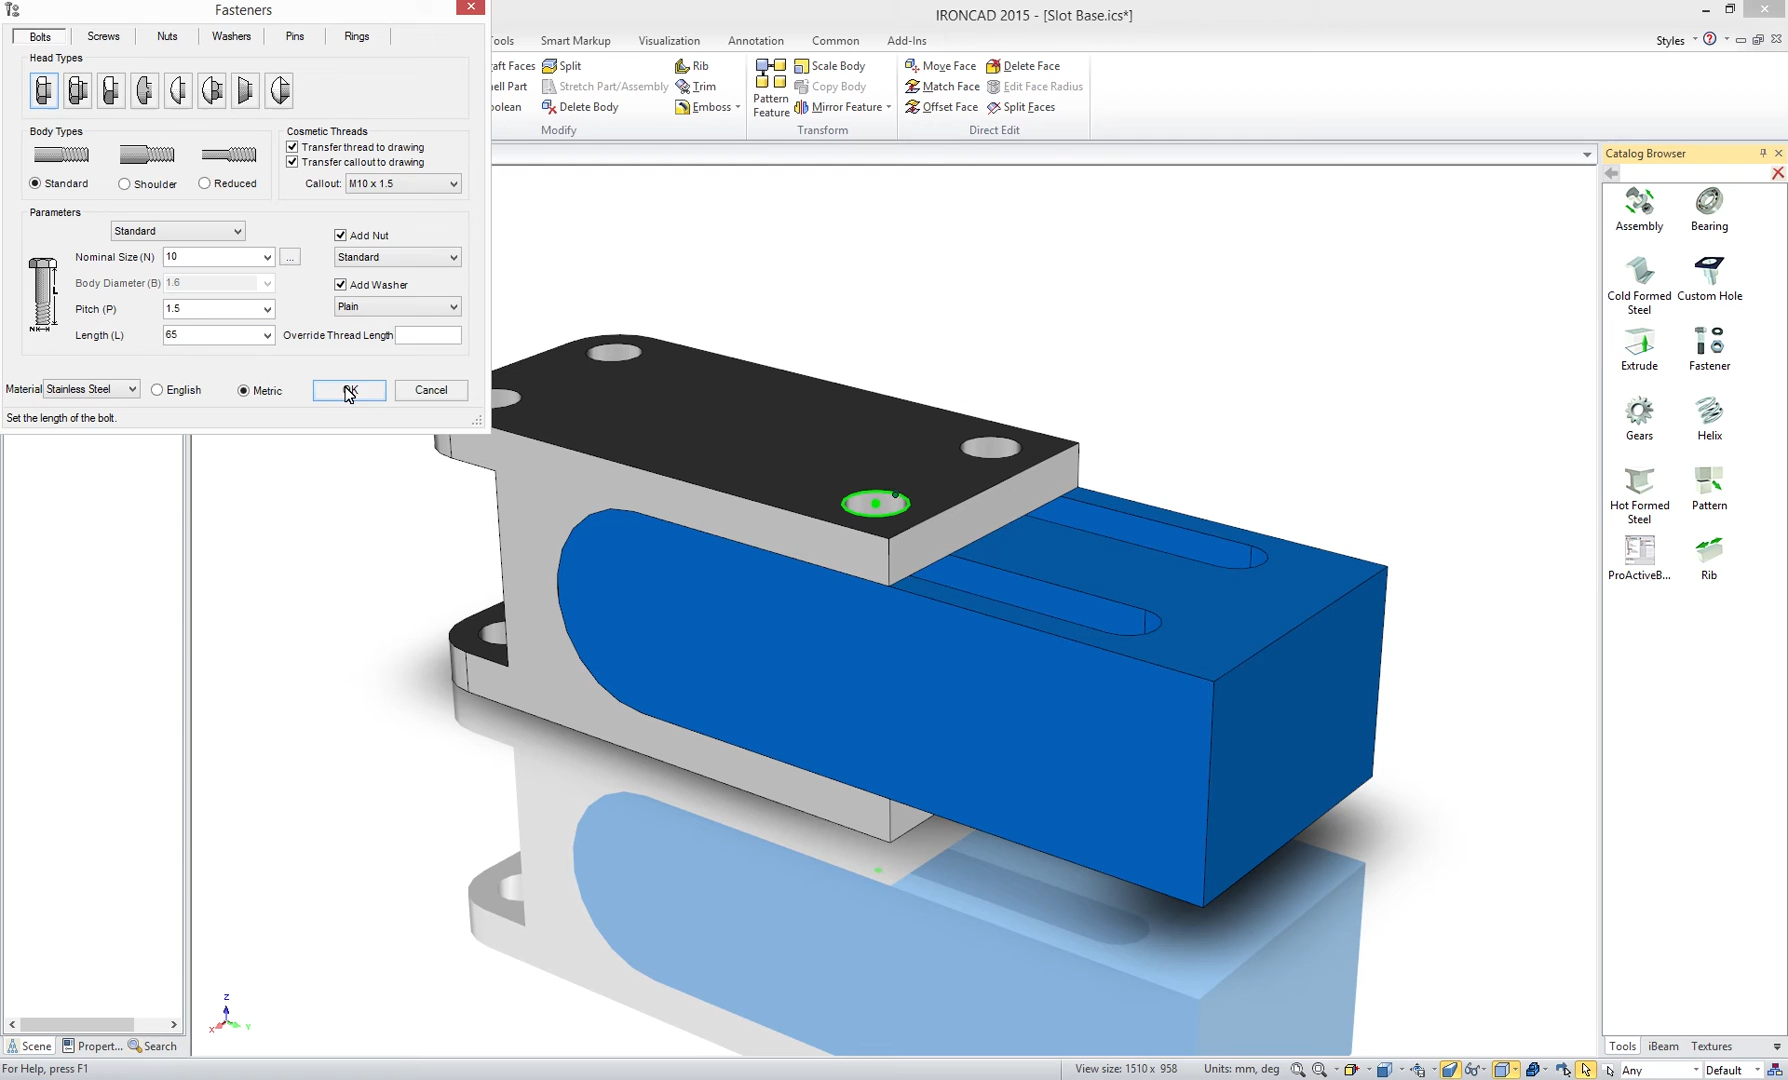 Fasteners
IRONCAD 2015 - [Slot Base.ics*]
Bolts Screws Nuts Washers Pins Rings
ools Smart Markup Visualization Annotation Common Add-Ins
Styles
Head Types
aft Faces Split Rib Scale Body Move Face Delete Face
ell Part Stretch Part/Assembly Trim Copy Body Match Face Edit Face Radius
olean Delete Body Emboss Pattern Feature Mirror Feature Offset Face Split Faces
Modify Transform Direct Edit
Body Types Cosmetic Threads
Transfer thread to drawing
Transfer callout to drawing
Standard Shoulder Reduced Callout: M10 x 1.5
Parameters
Standard Add Nut
Nominal Size (N) 10 ... Standard
Body Diameter (B) 1.6 Add Washer
Pitch (P) 1.5 Plain
Length (L) 65 Override Thread Length
L
N
Material Stainless Steel English Metric OK Cancel
Set the length of the bolt.
Catalog Browser
Assembly Bearing
Cold Formed Steel Custom Hole
Extrude Fastener
Gears Helix
Hot Formed Steel Pattern
ProActiveB... Rib
Z
X Y
Scene Propert... Search
Tools iBeam Textures
For Help, press F1 View size: 1510 x 958 Units: mm, deg Any Default